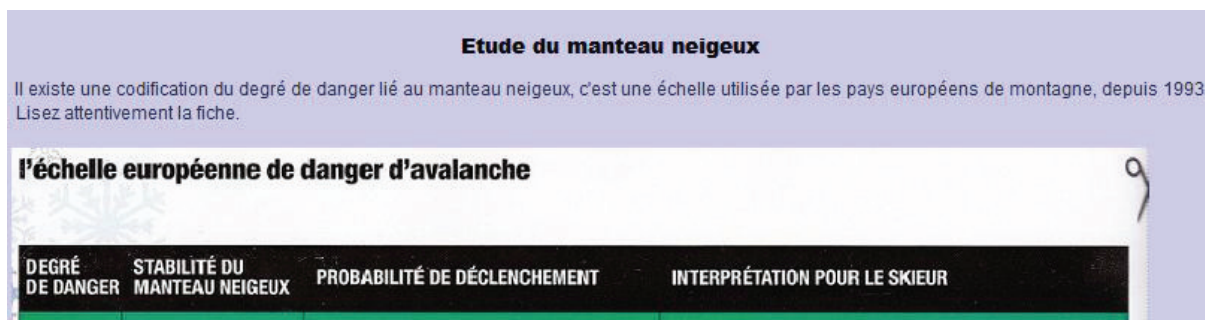 Etude du manteau neigeux
Il existe une codification du degré de danger lié au manteau neigeux, c'est une échelle utilisée par les pays européens de montagne, depuis 1993
Lisez attentivement la fiche.
l'échelle européenne de danger d'avalanche
DEGRÉ DE DANGER
STABILITÉ DU MANTEAU NEIGEUX
PROBABILITÉ DE DÉCLENCHEMENT
INTERPRÉTATION POUR LE SKIEUR